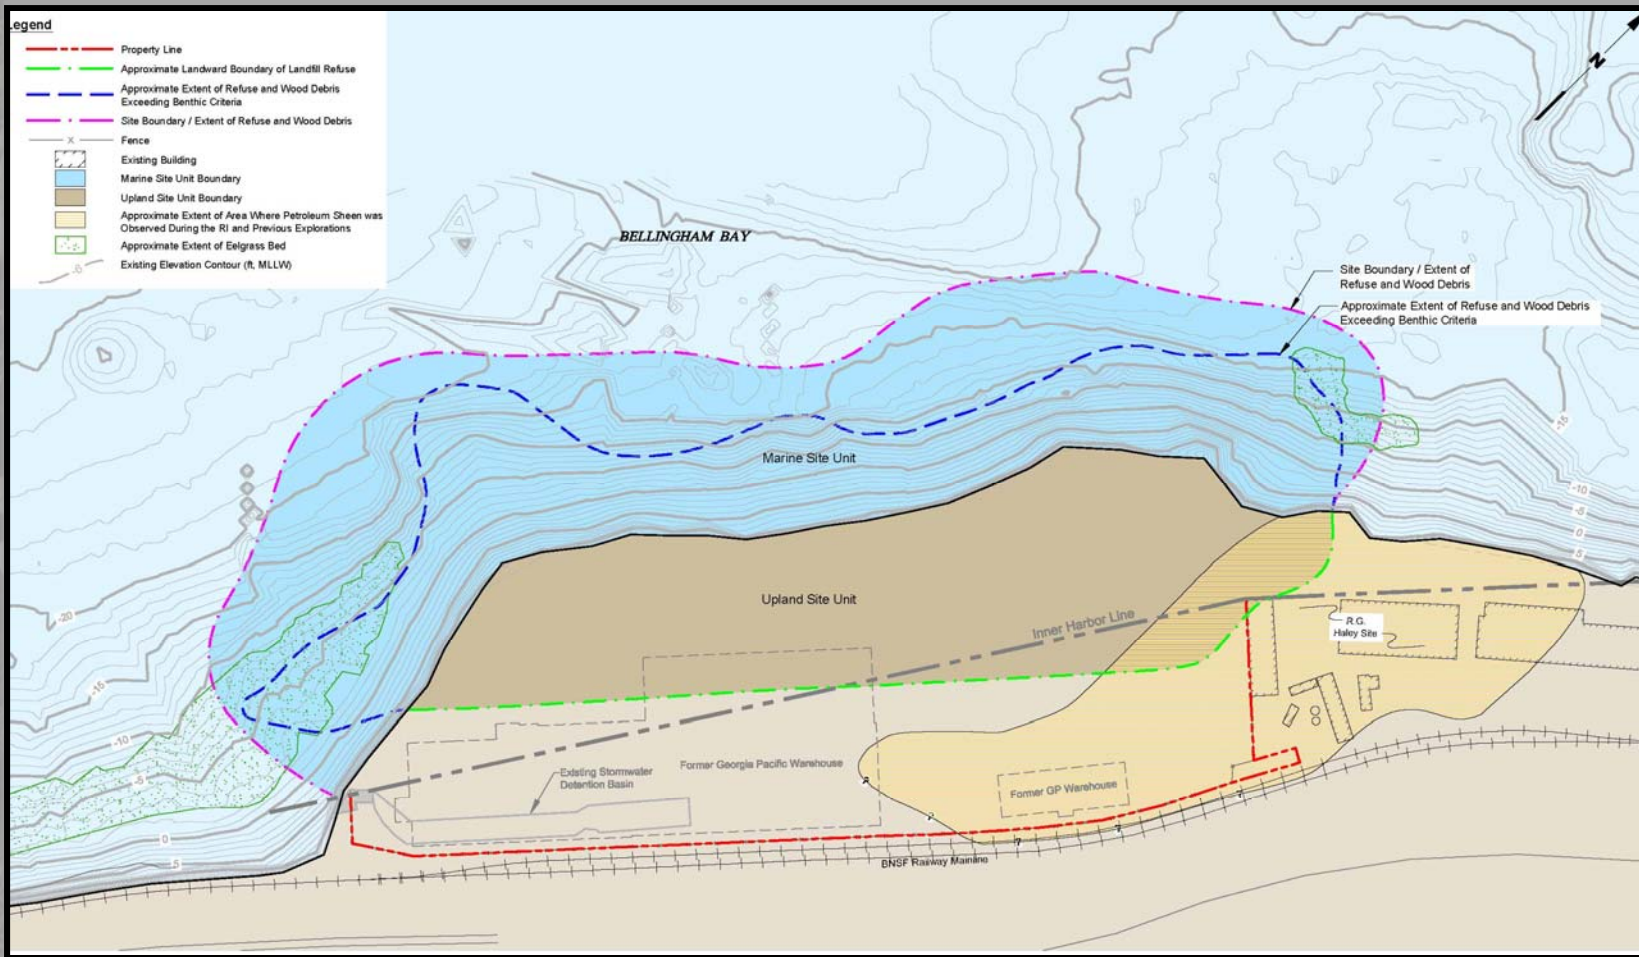 Legend
Property Line
Approximate Landward Boundary of Landfill Refuse
Approximate Extent of Refuse and Wood Debris
Exceeding Benthic Criteria
Site Boundary / Extent of Refuse and Wood Debris
x
Fence
Existing Building
Marine Site Unit Boundary
Upland Site Unit Boundary
Approximate Extent of Area Where Petroleum Sheen was
Observed During the RI and Previous Explorations
Approximate Extent of Eelgrass Bed
-6
Existing Elevation Contour (ft, MLLW)
N
BELLINGHAM BAY
Site Boundary / Extent of
Refuse and Wood Debris
Approximate Extent of Refuse and Wood Debris
Exceeding Benthic Criteria
-15
Marine Site Unit
-10
-5
0
5
Upland Site Unit
Inner Harbor Line
R.G.
Haley Site
-20
-15
-10
-5
0
5
Existing Stormwater
Detention Basin
Former Georgia Pacific Warehouse
Former GP Warehouse
?
?
?
?
?
BNSF Railway Mainline